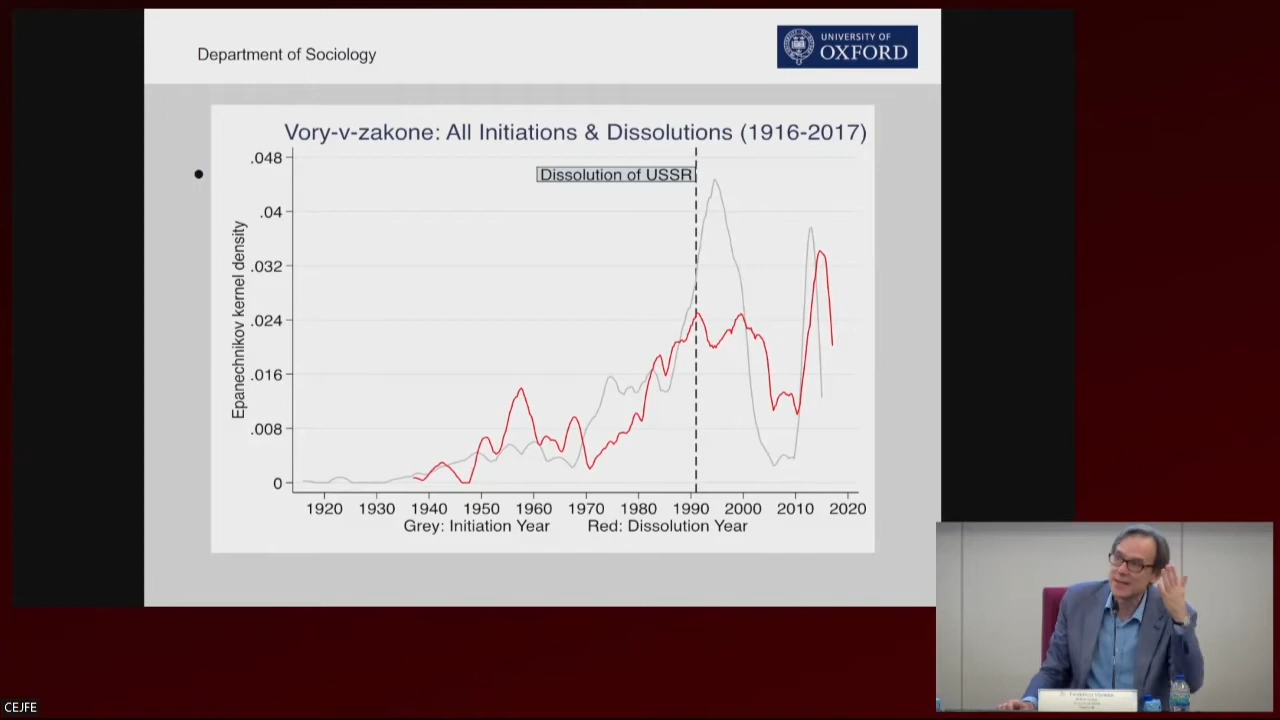 Department of Sociology
UNIVERSITY OF
OXFORD
Vory-v-zakone: All Initiations & Dissolutions (1916-2017)
Dissolution of USSR
Epanechnikov kernel density
.048
.04
.032
.024
.016
.008
0
1920 1930 1940 1950 1960 1970 1980 1990 2000 2010 2020
Grey: Initiation Year Red: Dissolution Year
CEJFE